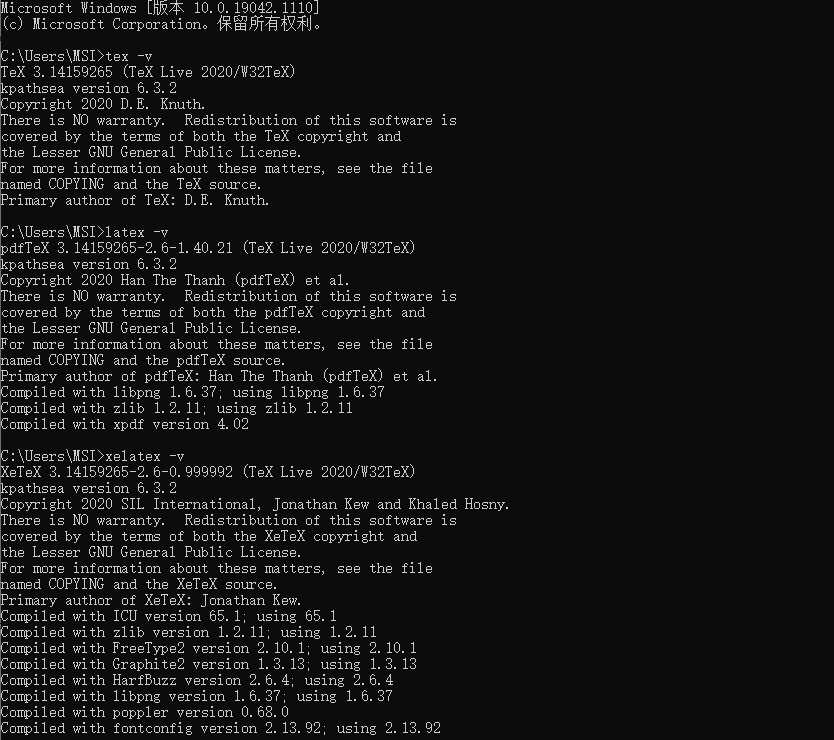 Microsoft Windows [版本 10.0.19042.1110]
(c) Microsoft Corporation。保留所有权利。
C:\Users\MSI>tex -v
TeX 3.14159265 (TeX Live 2020/W32TeX)
kpathsea version 6.3.2
Copyright 2020 D.E. Knuth.
There is NO warranty.  Redistribution of this software is
covered by the terms of both the TeX copyright and
the Lesser GNU General Public License.
For more information about these matters, see the file
named COPYING and the TeX source.
Primary author of TeX: D.E. Knuth.
C:\Users\MSI>latex -v
pdfTeX 3.14159265-2.6-1.40.21 (TeX Live 2020/W32TeX)
kpathsea version 6.3.2
Copyright 2020 Han The Thanh (pdfTeX) et al.
There is NO warranty.  Redistribution of this software is
covered by the terms of both the pdfTeX copyright and
the Lesser GNU General Public License.
For more information about these matters, see the file
named COPYING and the pdfTeX source.
Primary author of pdfTeX: Han The Thanh (pdfTeX) et al.
Compiled with libpng 1.6.37; using libpng 1.6.37
Compiled with zlib 1.2.11; using zlib 1.2.11
Compiled with xpdf version 4.02
C:\Users\MSI>xelatex -v
XeTeX 3.14159265-2.6-0.999992 (TeX Live 2020/W32TeX)
kpathsea version 6.3.2
Copyright 2020 SIL International, Jonathan Kew and Khaled Hosny.
There is NO warranty.  Redistribution of this software is
covered by the terms of both the XeTeX copyright and
the Lesser GNU General Public License.
For more information about these matters, see the file
named COPYING and the XeTeX source.
Primary author of XeTeX: Jonathan Kew.
Compiled with ICU version 65.1; using 65.1
Compiled with zlib version 1.2.11; using 1.2.11
Compiled with FreeType2 version 2.10.1; using 2.10.1
Compiled with Graphite2 version 1.3.13; using 1.3.13
Compiled with HarfBuzz version 2.6.4; using 2.6.4
Compiled with libpng version 1.6.37; using 1.6.37
Compiled with poppler version 0.68.0
Compiled with fontconfig version 2.13.92; using 2.13.92